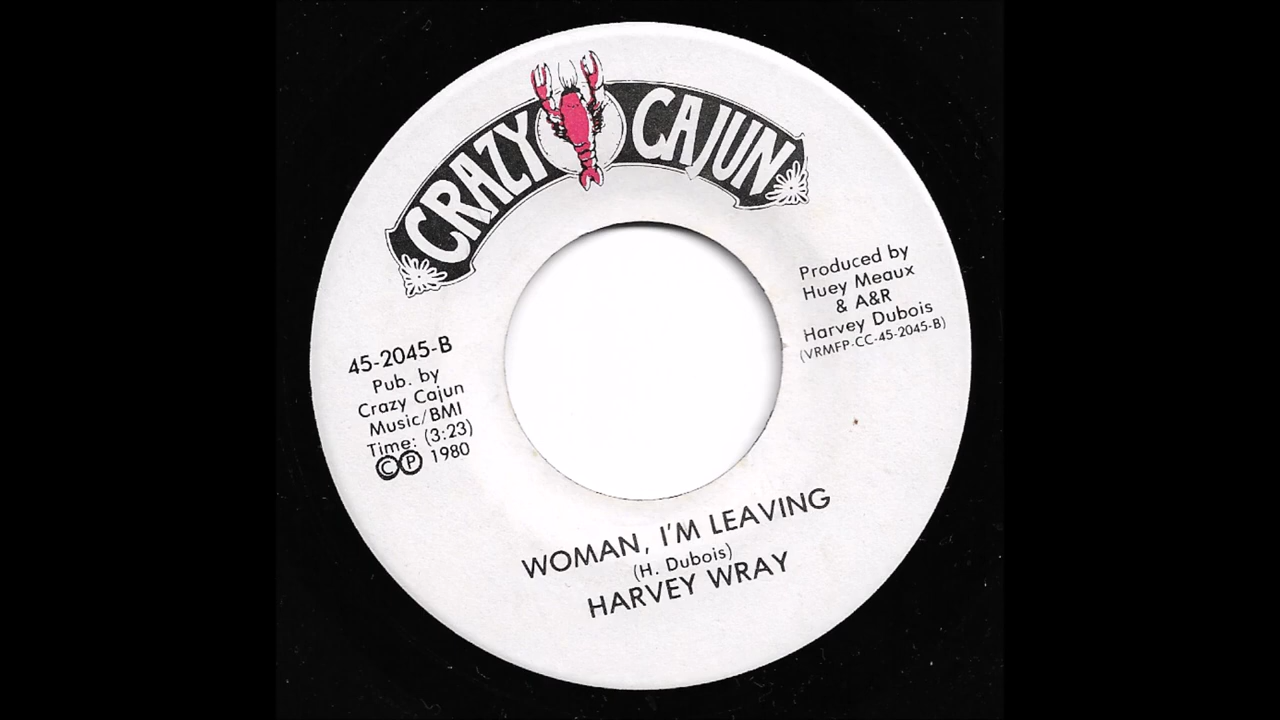 CRAZY CAJUN
Produced by
Huey Meaux
& A&R
Harvey Dubois
(VRMFP-CC-45-2045-B)
45-2045-B
Pub. by
Crazy Cajun
Music/BMI
Time: (3:23)
©℗ 1980
WOMAN, I'M LEAVING
(H. Dubois)
HARVEY WRAY